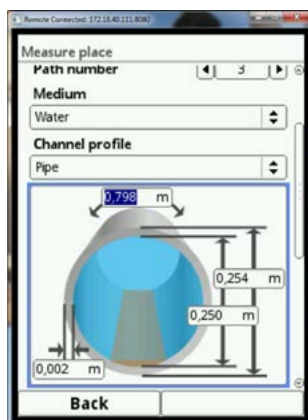 Remote Connected: 172.18.40.111:8080
Measure place
Path number
3
Medium
Water
Channel profile
Pipe
0,798 m
0,254 m
0,250 m
0,002 m
Back